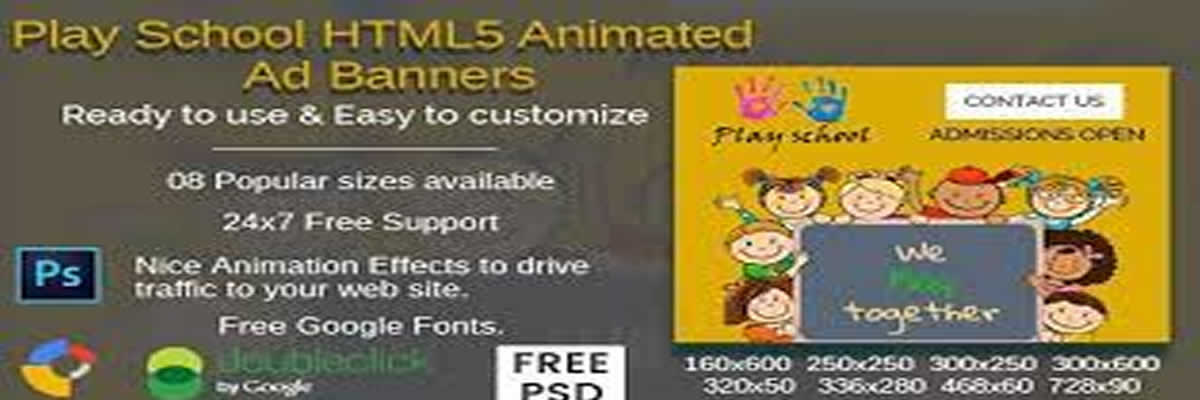 Play School HTML5 Animated
Ad Banners
Ready to use & Easy to customize
08 Popular sizes available
24x7 Free Support
Ps
Nice Animation Effects to drive
traffic to your web site.
Free Google Fonts.
doubleclick
by Google
FREE
PSD
Play school
CONTACT US
ADMISSIONS OPEN
We
together
160x600 250x250 300x250 300x600
320x50 336x280 468x60 728x90